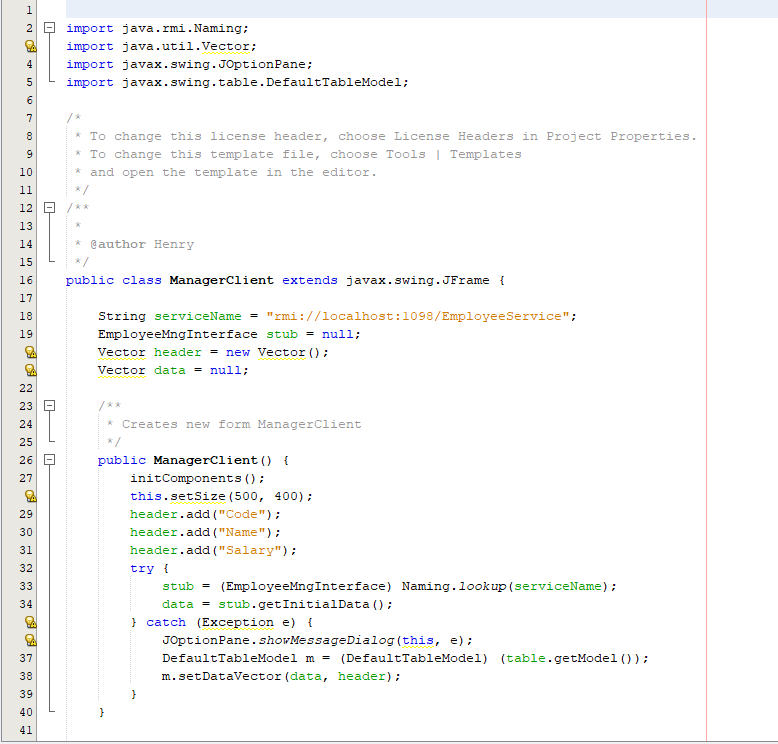 1
2 import java.rmi.Naming;
import java.util.Vector;
4 import javax.swing.JOptionPane;
5 import javax.swing.table.DefaultTableModel;
6
7 /*
8  * To change this license header, choose License Headers in Project Properties.
9  * To change this template file, choose Tools | Templates
10  * and open the template in the editor.
11  */
12 /**
13  *
14  * @author Henry
15  */
16 public class ManagerClient extends javax.swing.JFrame {
17
18     String serviceName = "rmi://localhost:1098/EmployeeService";
19     EmployeeMngInterface stub = null;
    Vector header = new Vector();
    Vector data = null;
22
23     /**
24      * Creates new form ManagerClient
25      */
26     public ManagerClient() {
27         initComponents();
        this.setSize(500, 400);
29         header.add("Code");
30         header.add("Name");
31         header.add("Salary");
32         try {
33             stub = (EmployeeMngInterface) Naming.lookup(serviceName);
34             data = stub.getInitialData();
        } catch (Exception e) {
            JOptionPane.showMessageDialog(this, e);
37             DefaultTableModel m = (DefaultTableModel) (table.getModel());
38             m.setDataVector(data, header);
39         }
40     }
41